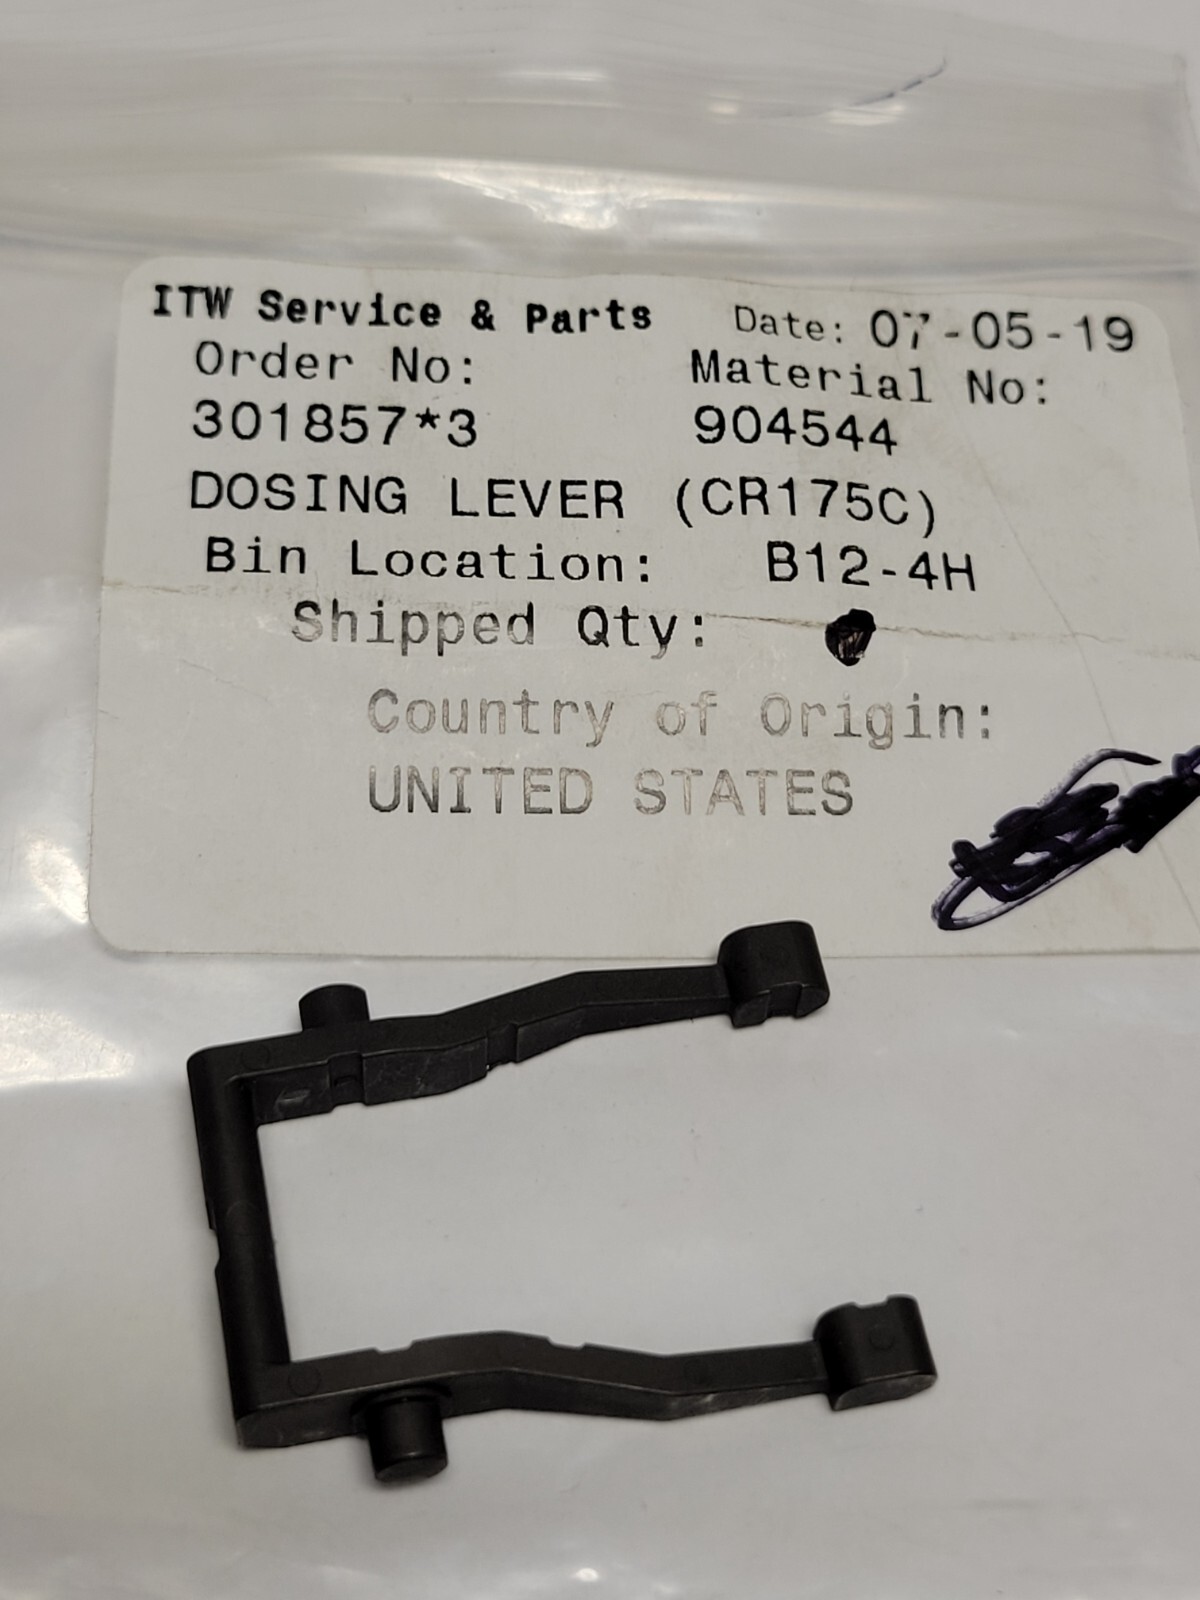 ITW Service & Parts Date: 07-05-19
Order No: Material No:
301857*3 904544
DOSING LEVER (CR175C)
Bin Location: B12-4H
Shipped Qty:
Country of Origin:
UNITED STATES